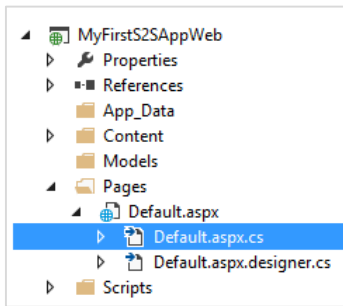 MyFirstS2SAppWeb
Properties
References
App_Data
Content
Models
Pages
Default.aspx
Default.aspx.cs
Default.aspx.designer.cs
Scripts